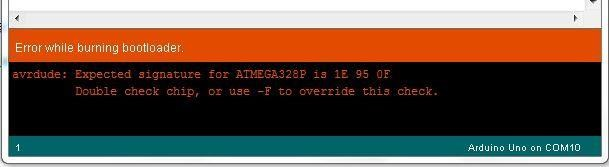 Error while burning bootloader.
avrdude: Expected signature for ATMEGA328P is 1E 95 0F
Double check chip, or use -F to override this check.
1
Arduino Uno on COM10